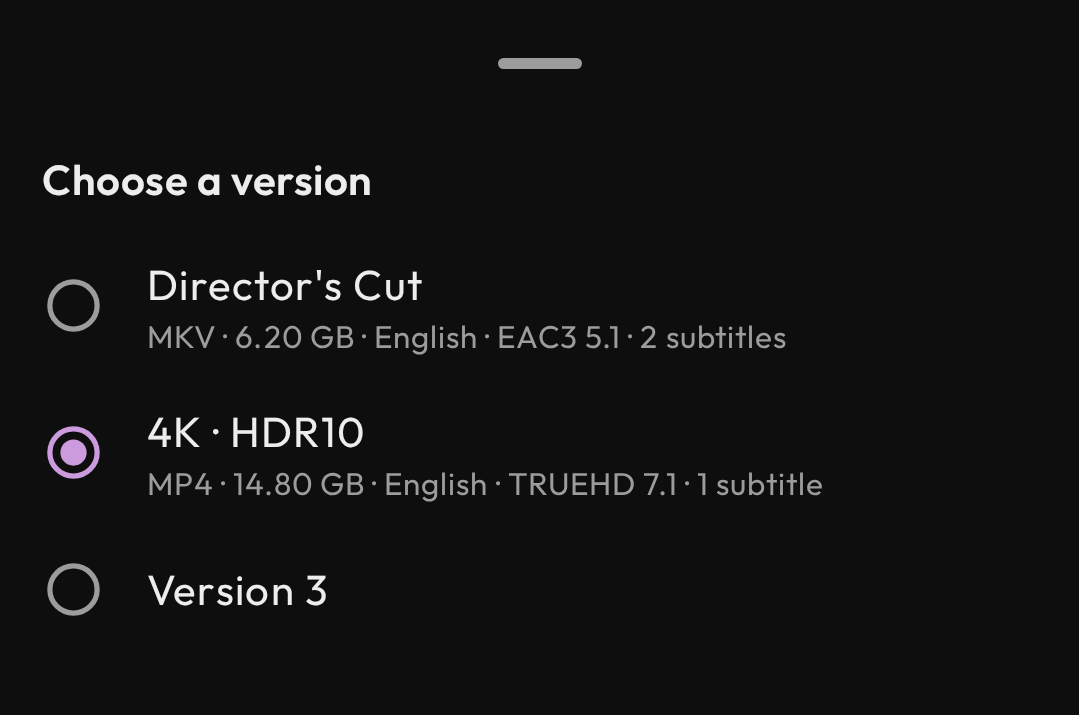 Choose a version
Director's Cut
MKV · 6.20 GB · English · EAC3 5.1 · 2 subtitles
4K · HDR10
MP4 · 14.80 GB · English · TRUEHD 7.1 · 1 subtitle
Version 3